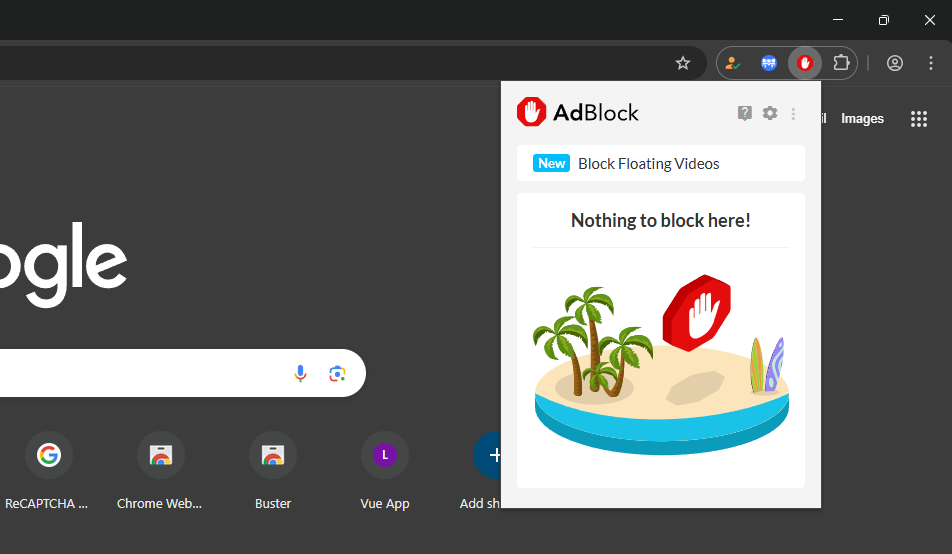 AdBlock
il Images
New Block Floating Videos
Nothing to block here!
ogle
L
ReCAPTCHA ... Chrome Web... Buster Vue App Add sh